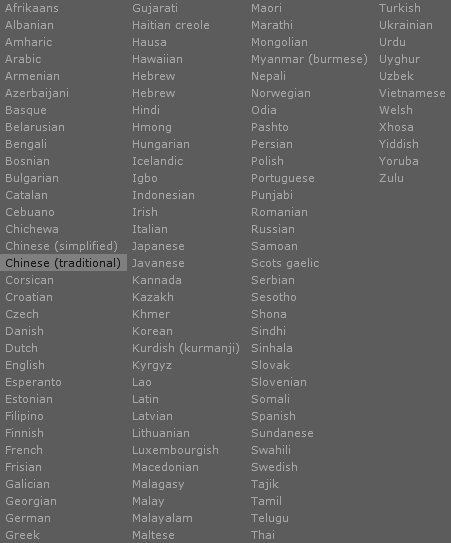 Afrikaans
Albanian
Amharic
Arabic
Armenian
Azerbaijani
Basque
Belarusian
Bengali
Bosnian
Bulgarian
Catalan
Cebuano
Chichewa
Chinese (simplified)
Chinese (traditional)
Corsican
Croatian
Czech
Danish
Dutch
English
Esperanto
Estonian
Filipino
Finnish
French
Frisian
Galician
Georgian
German
Greek
Gujarati
Haitian creole
Hausa
Hawaiian
Hebrew
Hebrew
Hindi
Hmong
Hungarian
Icelandic
Igbo
Indonesian
Irish
Italian
Japanese
Javanese
Kannada
Kazakh
Khmer
Korean
Kurdish (kurmanji)
Kyrgyz
Lao
Latin
Latvian
Lithuanian
Luxembourgish
Macedonian
Malagasy
Malay
Malayalam
Maltese
Maori
Marathi
Mongolian
Myanmar (burmese)
Nepali
Norwegian
Odia
Pashto
Persian
Polish
Portuguese
Punjabi
Romanian
Russian
Samoan
Scots gaelic
Serbian
Sesotho
Shona
Sindhi
Sinhala
Slovak
Slovenian
Somali
Spanish
Sundanese
Swahili
Swedish
Tajik
Tamil
Telugu
Thai
Turkish
Ukrainian
Urdu
Uyghur
Uzbek
Vietnamese
Welsh
Xhosa
Yiddish
Yoruba
Zulu